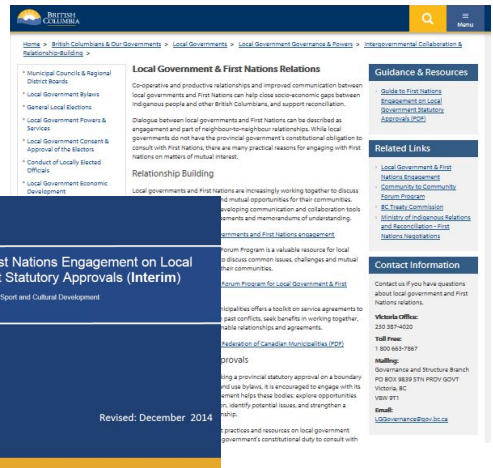 BRITISH
COLUMBIA
Menu
Home > British Columbians & Our Governments > Local Governments > Local Government Governance & Powers > Intergovernmental Collaboration &
Relationship-Building >
Municipal Councils & Regional
District Boards
Local Government Bylaws
General Local Elections
Local Government Powers &
Services
Local Government Consent &
Approval of the Electors
Conduct of Locally Elected
Officials
Local Government Economic
Development
Local Government & First Nations Relations
Co-operative and productive relationships and improved communication between
local governments and First Nations can help close socio-economic gaps between
Indigenous people and other British Columbians, and support reconciliation.
Dialogue between local governments and First Nations can be described as
engagement and part of neighbour-to-neighbour relationships. While local
governments do not have the provincial government's constitutional obligation to
consult with First Nations, there are many practical reasons for engaging with First
Nations on matters of mutual interest.
Relationship Building
Local governments and First Nations are increasingly working together to discuss
nd mutual opportunities for their communities.
eveloping communication and collaboration tools
eements and memorandums of understanding.
ernments and First Nations engagement
Forum Program is a valuable resource for local
o discuss common issues, challenges and mutual
heir communities.
Forum Program for Local Government & First
nicipalities offers a toolkit on service agreements to
past conflicts, seek benefits in working together,
nable relationships and agreements.
Federation of Canadian Municipalities (PDF)
provals
king a provincial statutory approval on a boundary
nd use bylaws, it is encouraged to engage with its
ement helps these bodies: explore opportunities
n, identify potential issues, and strengthen a
nship.
t practices and resources on local government
government's constitutional duty to consult with
Guidance & Resources
Guide to First Nations
Engagement on Local
Government Statutory
Approvals (PDF)
Related Links
Local Government & First
Nations Engagement
Community to Community
Forum Program
BC Treaty Commission
Ministry of Indigenous Relations
and Reconciliation - First
Nations Negotiations
Contact Information
Contact us if you have questions
about local government and First
Nations relations.
Victoria Office:
250 387-4020
Toll Free:
1 800 663-7867
Mailing:
Governance and Structure Branch
PO BOX 9839 STN PROV GOVT
Victoria, BC
V8W 9T1
Email:
LGGovernance@gov.bc.ca
st Nations Engagement on Local
t Statutory Approvals (Interim)
Sport and Cultural Development
Revised: December 2014